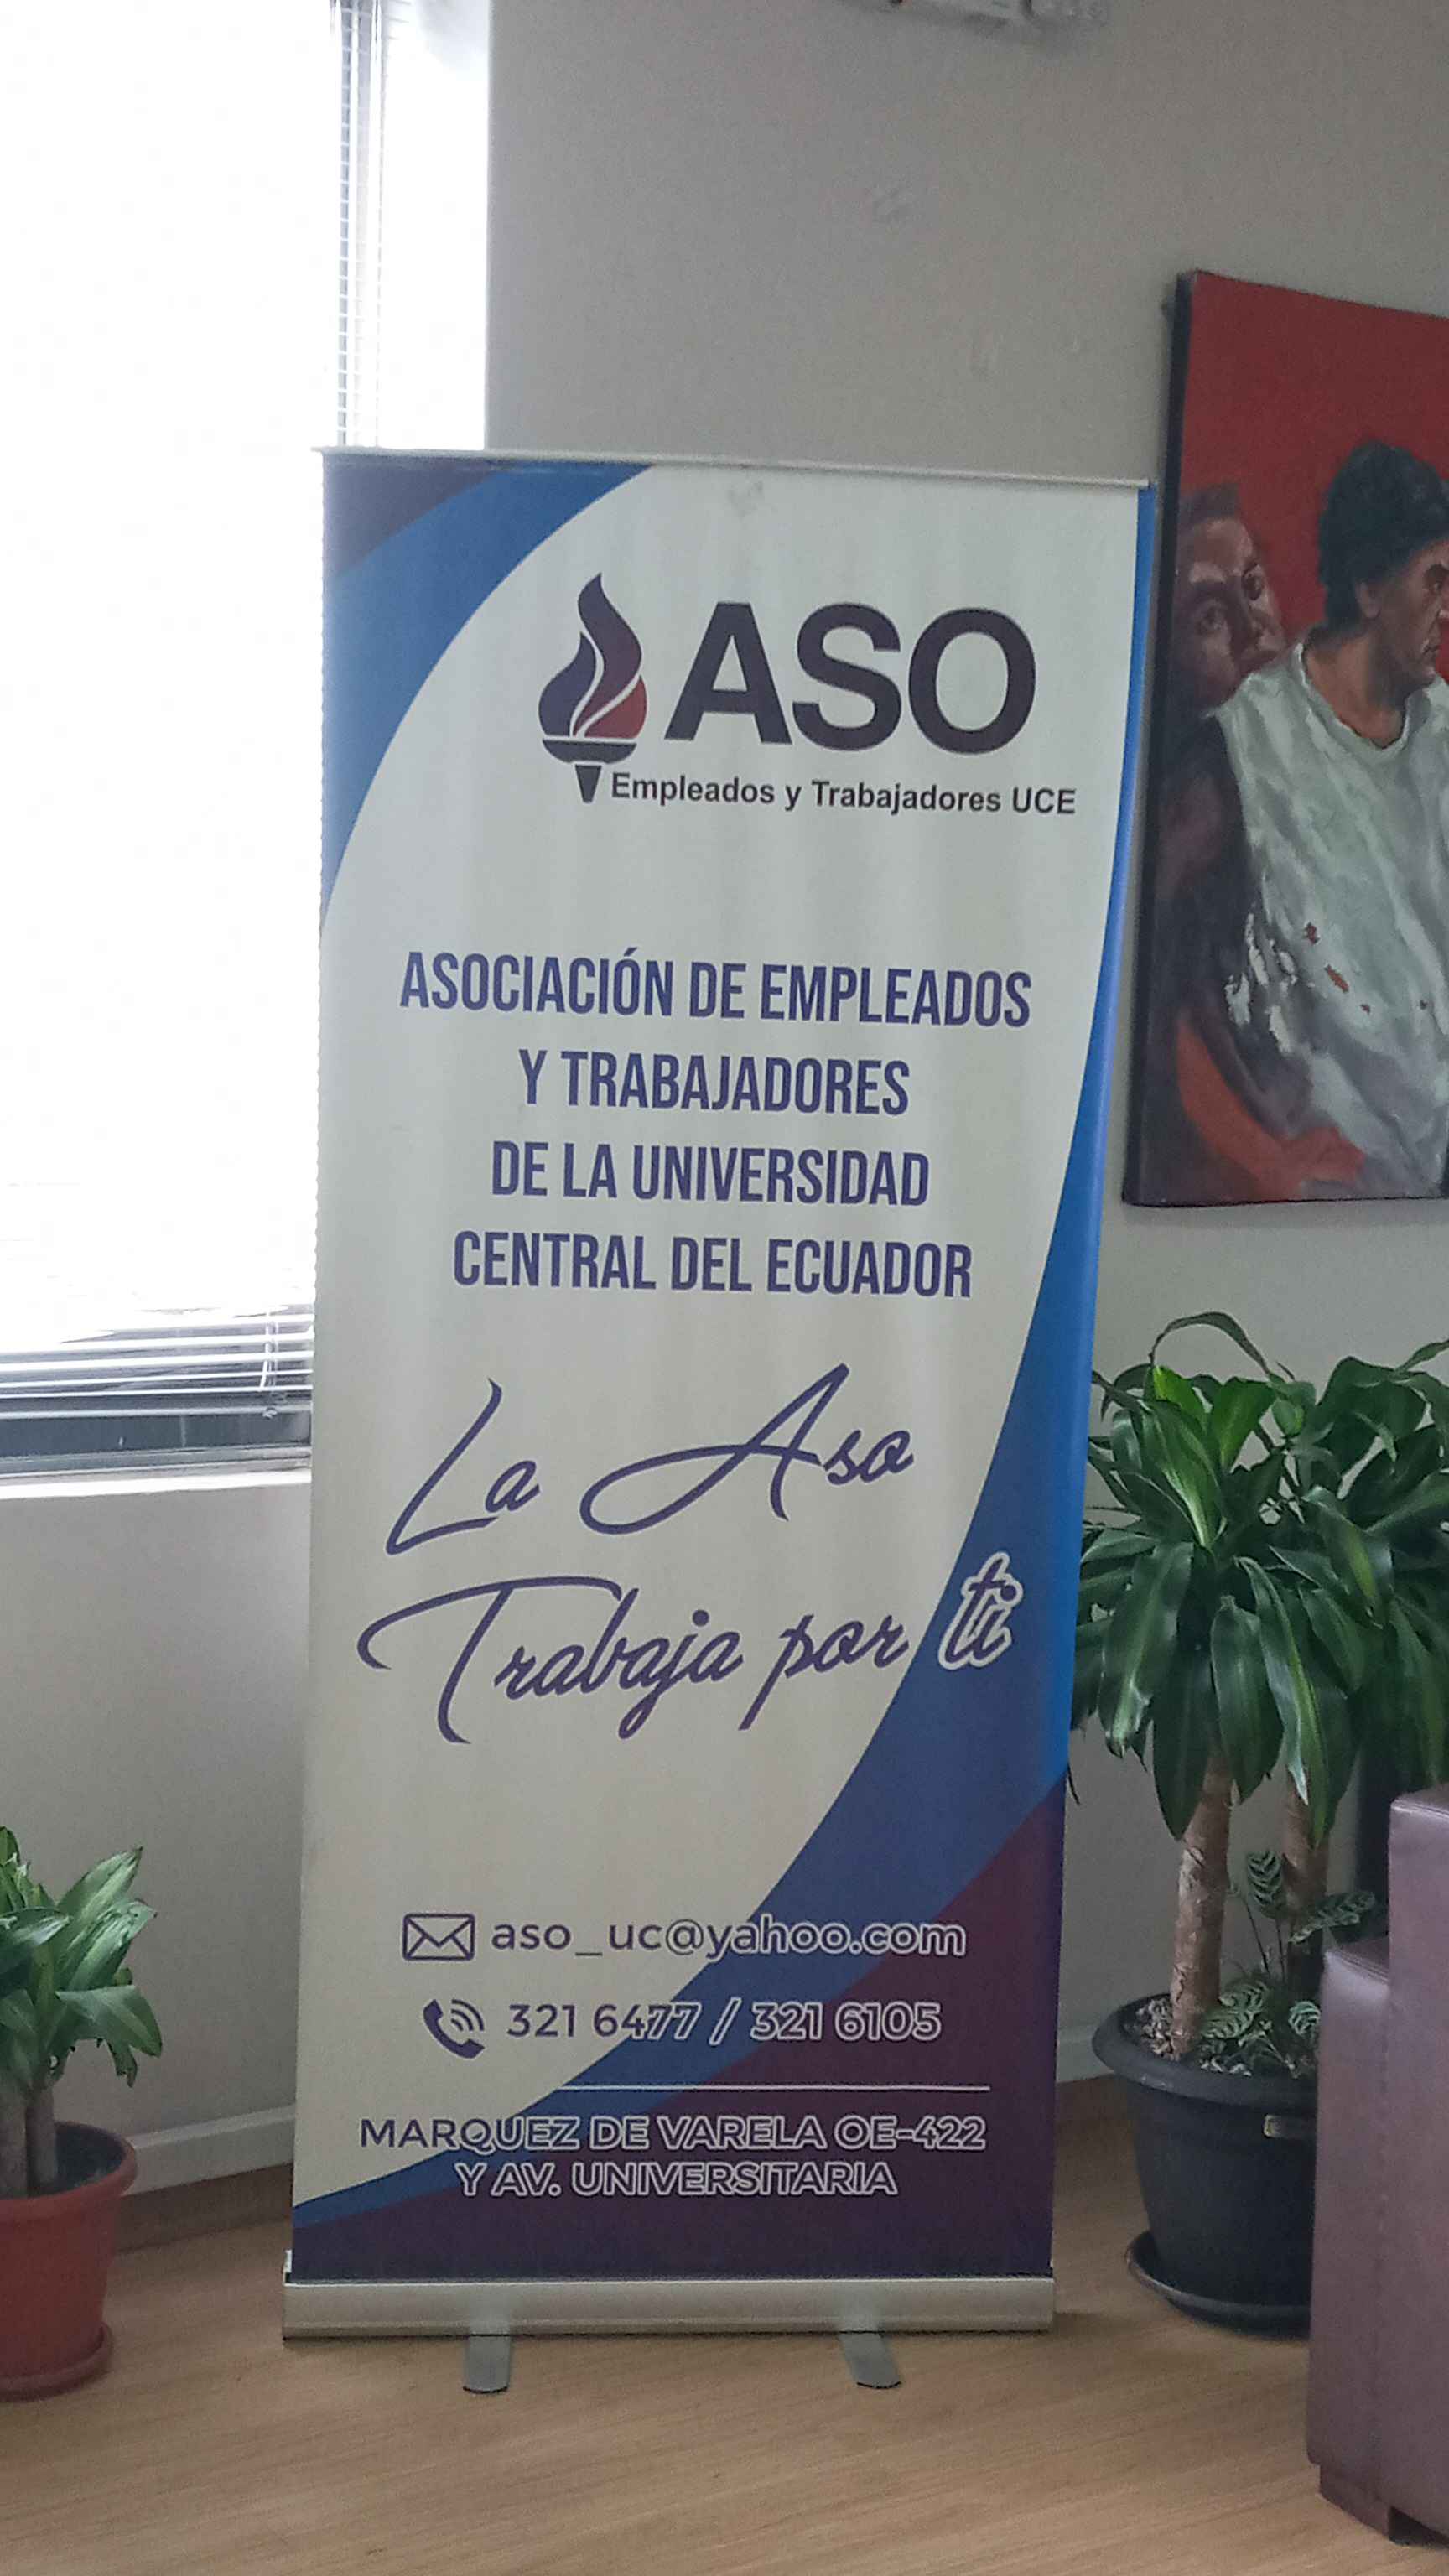 ASO
Empleados y Trabajadores UCE
ASOCIACIÓN DE EMPLEADOS
Y TRABAJADORES
DE LA UNIVERSIDAD
CENTRAL DEL ECUADOR
La Aso
Trabaja por ti
aso_uc@yahoo.com
321 6477 / 321 6105
MARQUEZ DE VARELA OE-422
Y AV. UNIVERSITARIA